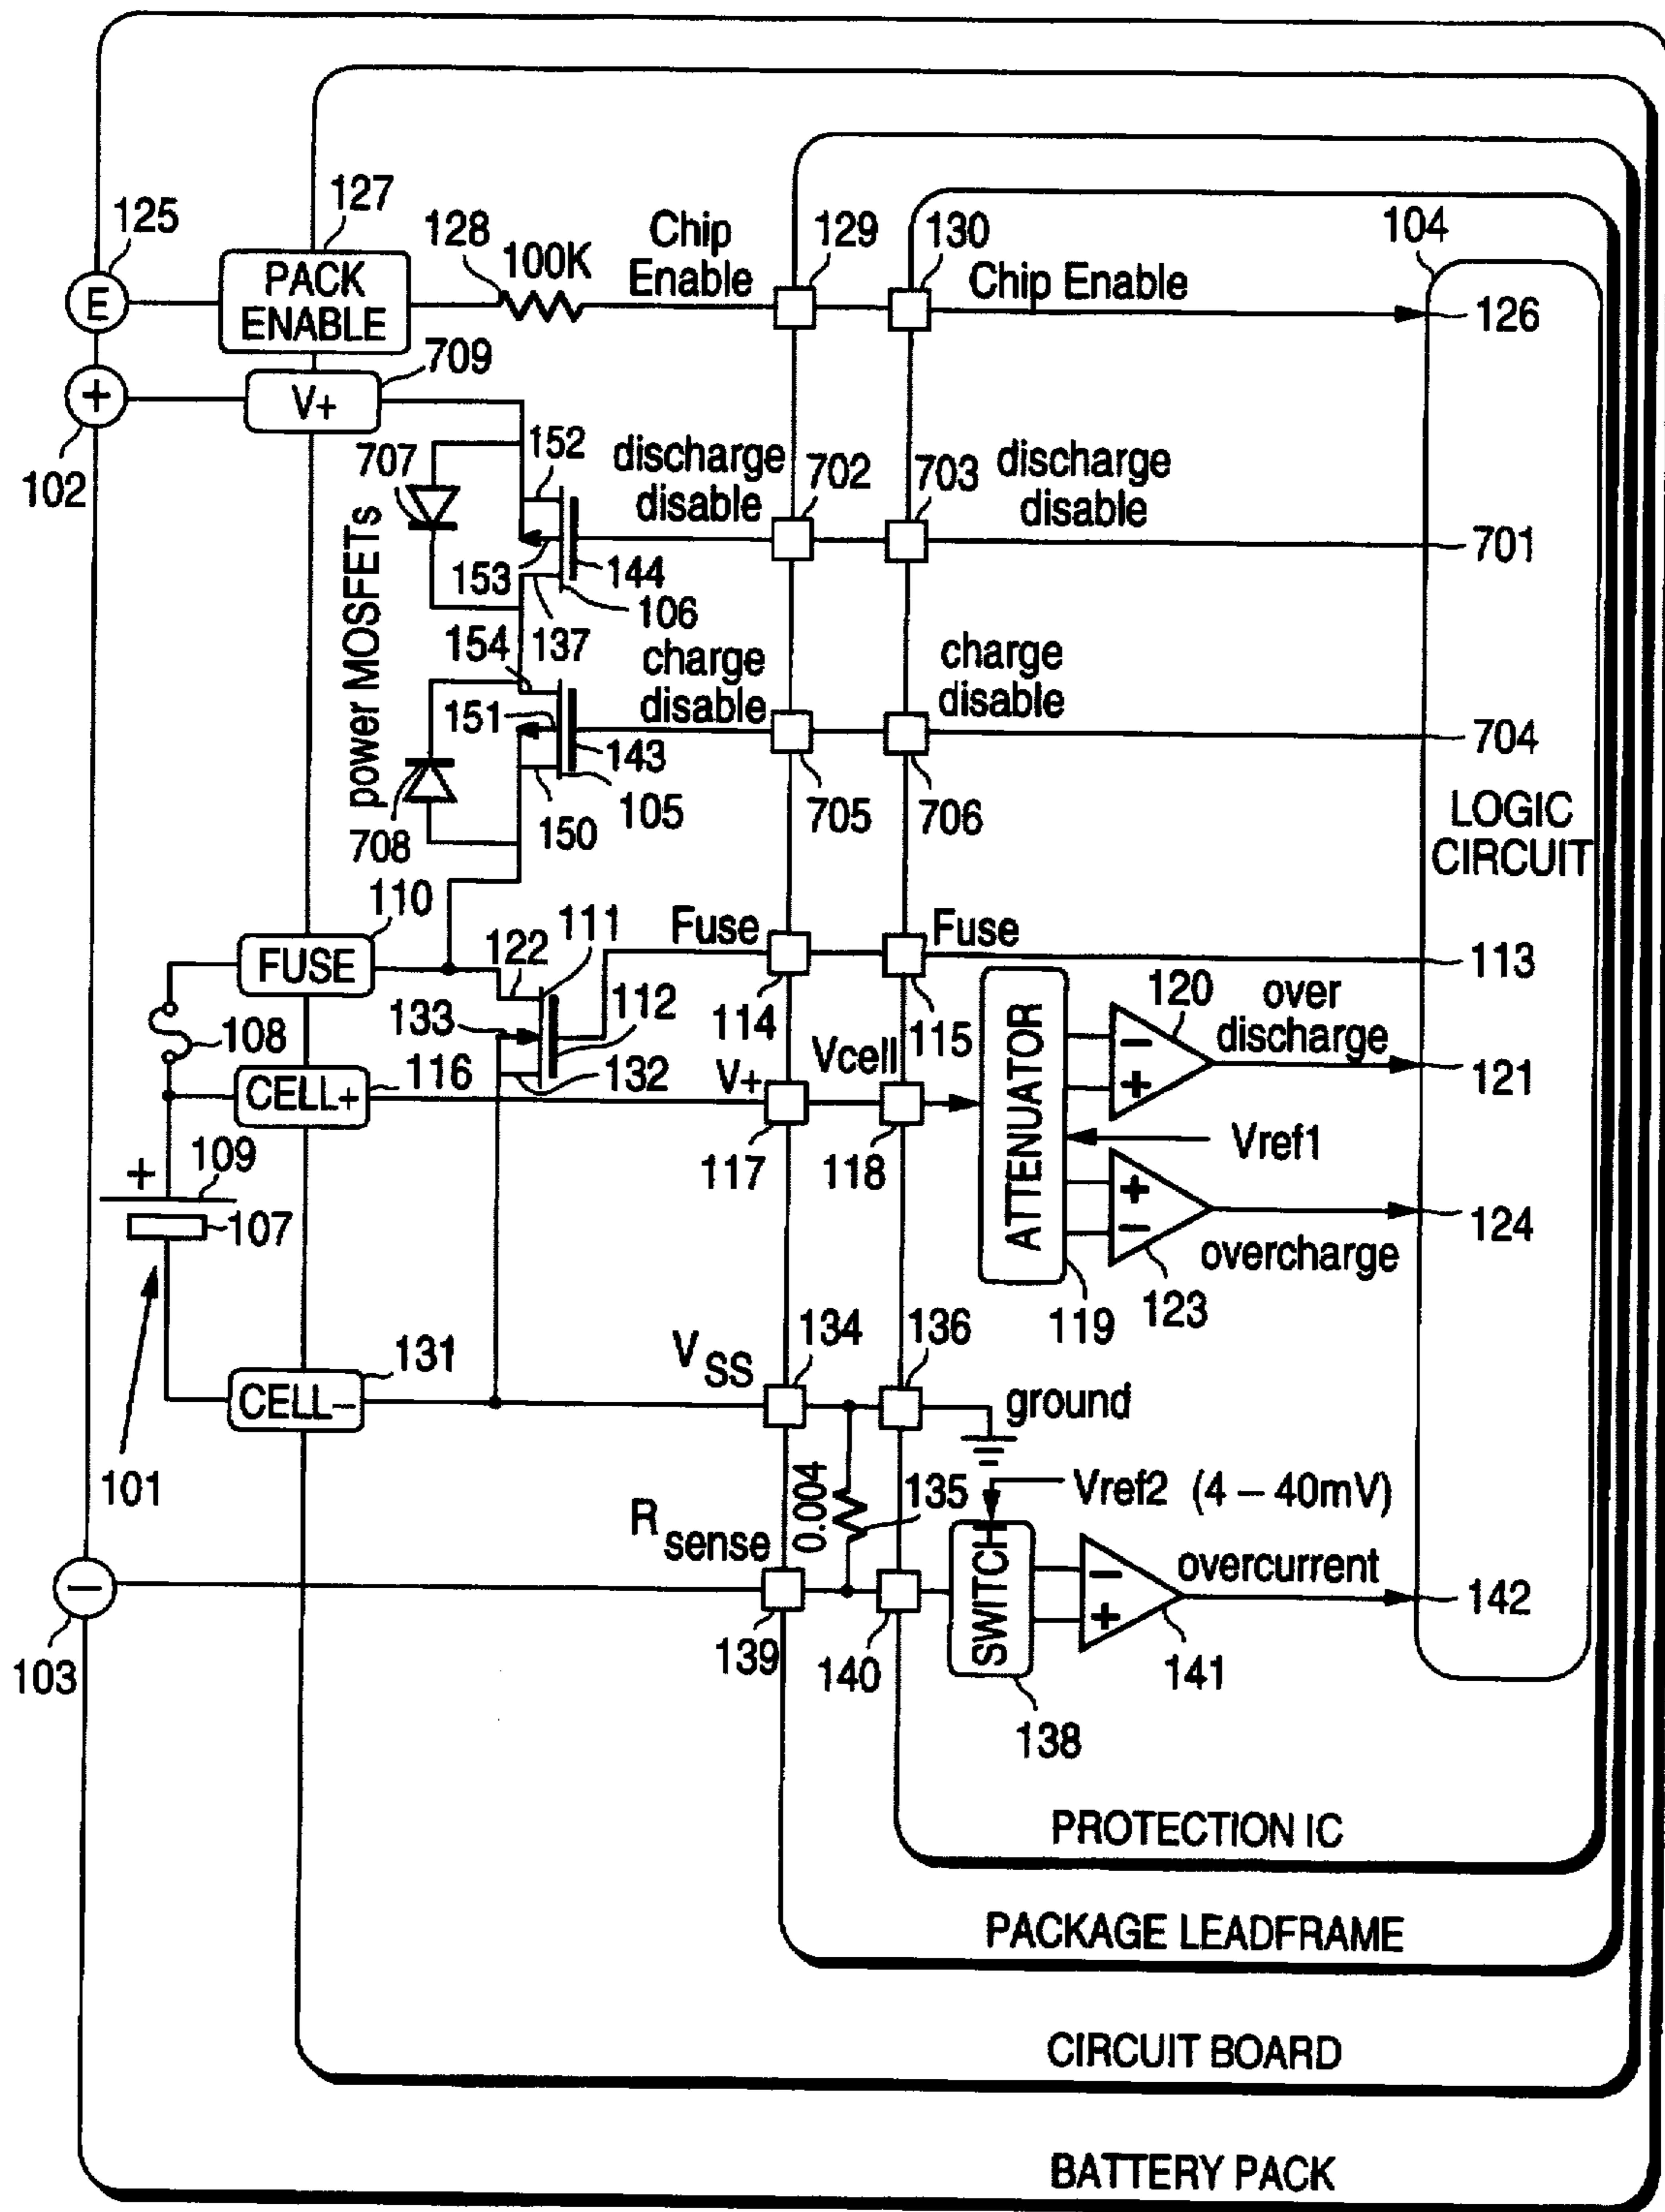 125
127
128
100K
Chip
Enable
129
130
104
E
PACK
ENABLE
Chip Enable
126
709
+
V+
102
707
152
discharge
disable
702
703
discharge
disable
701
power MOSFETs
153
144
106
154
137
charge
disable
charge
disable
151
143
704
105
708
150
705
706
LOGIC
CIRCUIT
110
111
Fuse
Fuse
FUSE
122
113
108
133
112
114
115
120
over
discharge
116
132
V+
Vcell
CELL+
121
ATTENUATOR
−
+
Vref1
117
118
+
109
107
+
−
124
overcharge
123
119
131
VSS
134
136
CELL−
ground
101
Rsense
0.004
135
Vref2 (4 – 40mV)
SWITCH
−
+
overcurrent
142
−
103
139
140
141
138
PROTECTION IC
PACKAGE LEADFRAME
CIRCUIT BOARD
BATTERY PACK